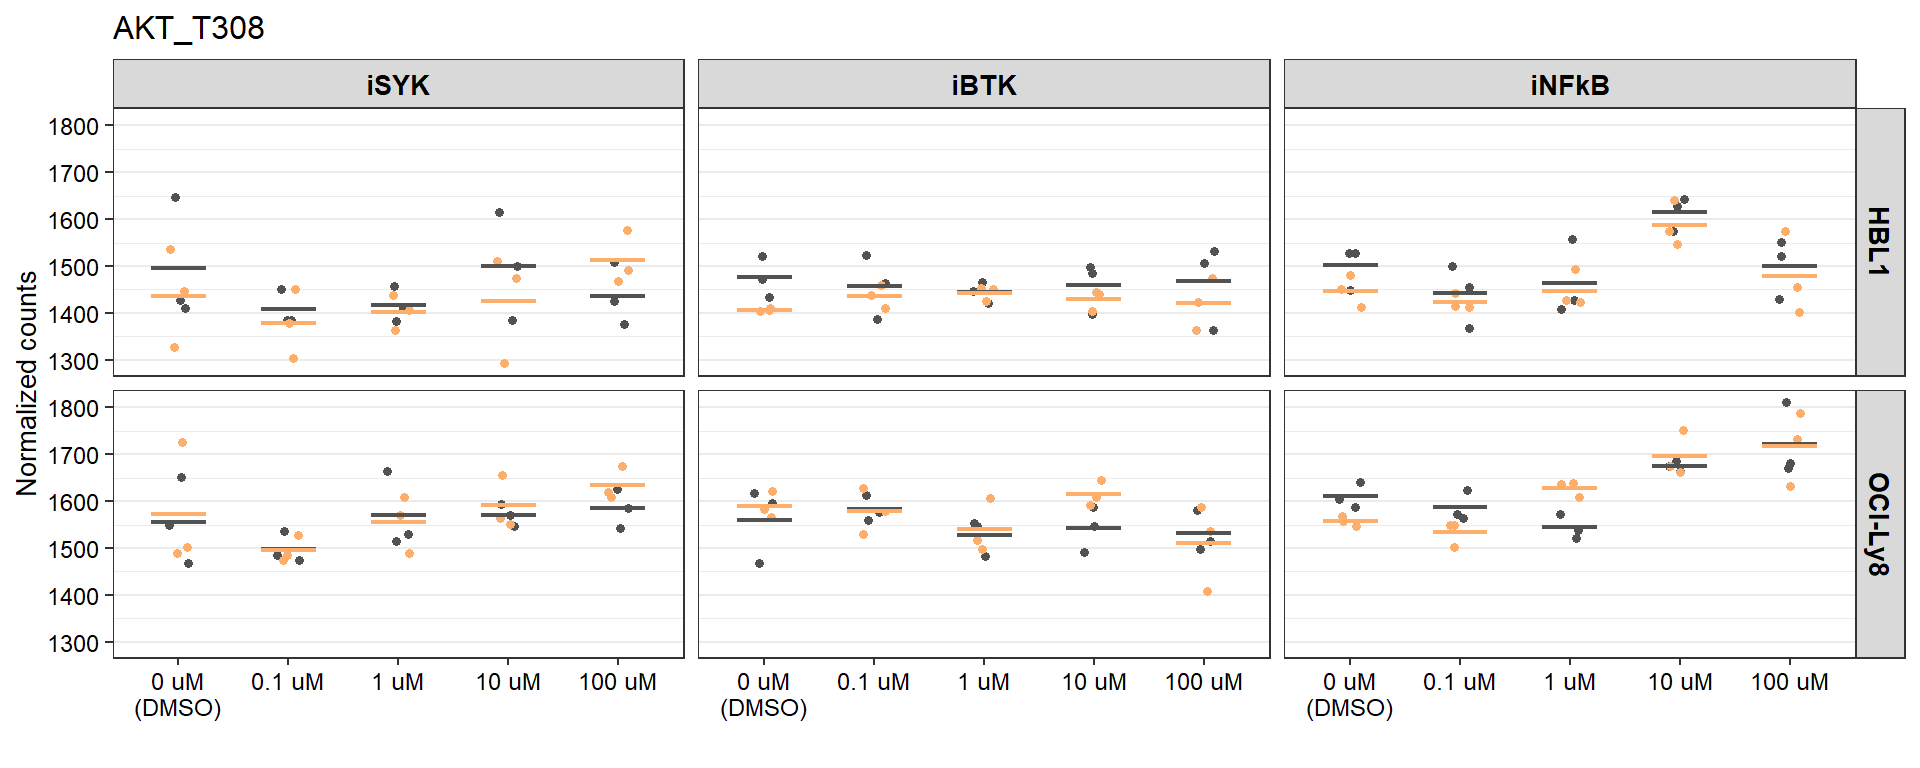 AKT_T308
iSYK
iBTK
iNFkB
Normalized counts
1800
1700
1600
1500
1400
1300
HBL1
1800
1700
1600
1500
1400
1300
OCI-Ly8
0 uM
(DMSO)
0.1 uM
1 uM
10 uM
100 uM
0 uM
(DMSO)
0.1 uM
1 uM
10 uM
100 uM
0 uM
(DMSO)
0.1 uM
1 uM
10 uM
100 uM